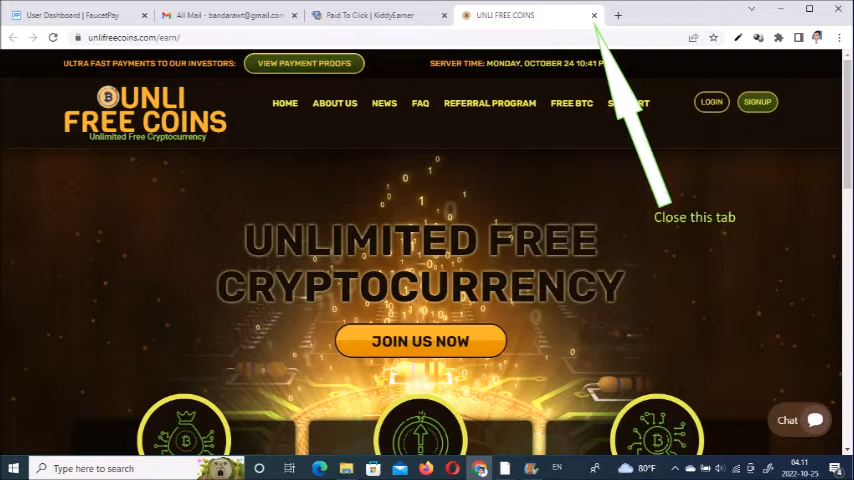 User Dashboard | FaucetPay
All Mail - bandarawt@gmail.com
Paid To Click | KiddyEarner
UNLI FREE COINS
unlifreecoins.com/earn/
ULTRA FAST PAYMENTS TO OUR INVESTORS:
VIEW PAYMENT PROOFS
SERVER TIME: MONDAY, OCTOBER 24 10:41 P
UNLI
FREE COINS
Unlimited Free Cryptocurrency
HOME
ABOUT US
NEWS
FAQ
REFERRAL PROGRAM
FREE BTC
LOGIN
SIGNUP
Close this tab
UNLIMITED FREE
CRYPTOCURRENCY
JOIN US NOW
Chat
Type here to search
EN
80°F
04.11
2022-10-25